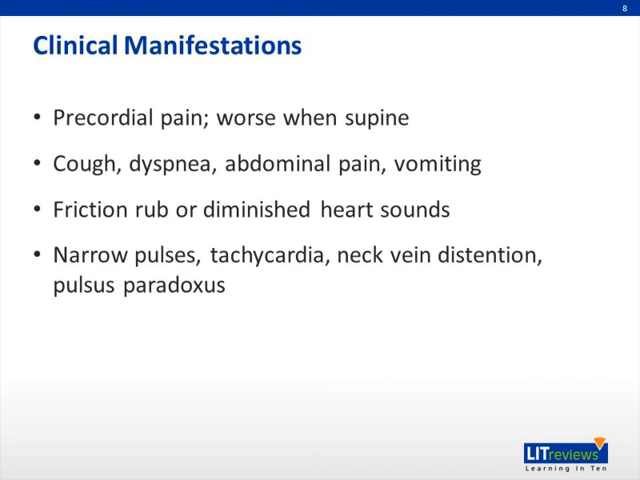 8
Clinical Manifestations
• Precordial pain; worse when supine
• Cough, dyspnea, abdominal pain, vomiting
• Friction rub or diminished heart sounds
• Narrow pulses, tachycardia, neck vein distention,
pulsus paradoxus
LITreviews
Learning In Ten